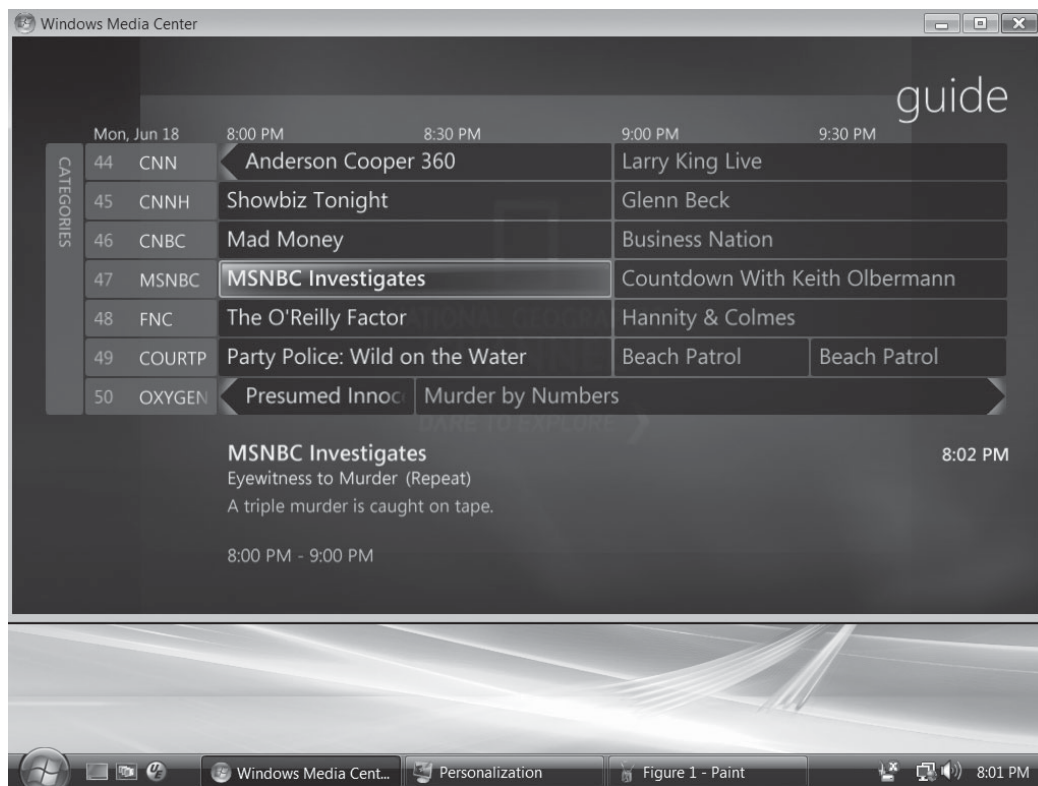 Windows Media Center
guide
Mon, Jun 18 8:00 PM 8:30 PM 9:00 PM 9:30 PM
CATEGORIES
44 CNN Anderson Cooper 360 Larry King Live
45 CNNH Showbiz Tonight Glenn Beck
46 CNBC Mad Money Business Nation
47 MSNBC MSNBC Investigates Countdown With Keith Olbermann
48 FNC The O'Reilly Factor Hannity & Colmes
49 COURTP Party Police: Wild on the Water Beach Patrol Beach Patrol
50 OXYGEN Presumed Innoc Murder by Numbers
DARE TO EXPLORE
MSNBC Investigates 8:02 PM
Eyewitness to Murder (Repeat)
A triple murder is caught on tape.
8:00 PM - 9:00 PM
Windows Media Cent... Personalization Figure 1 - Paint 8:01 PM